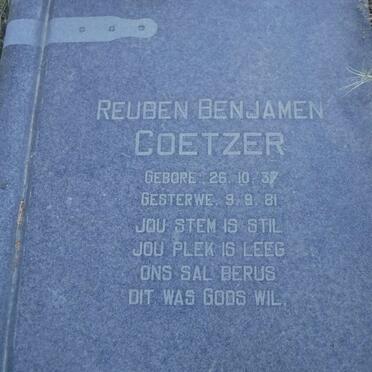 REUBEN BENJAMEN
COETZER
GEBORE 26. 10. 37
GESTERWE 9. 9. 81
JOU STEM IS STIL
JOU PLEK IS LEEG
ONS SAL BERUS
DIT WAS GODS WIL.